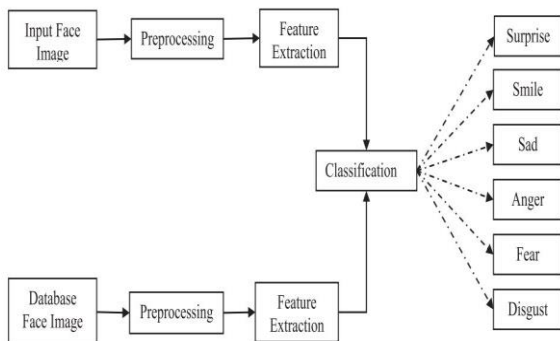 Input Face
Image
Preprocessing
Feature
Extraction
Classification
Surprise
Smile
Sad
Anger
Fear
Disgust
Database
Face Image
Preprocessing
Feature
Extraction